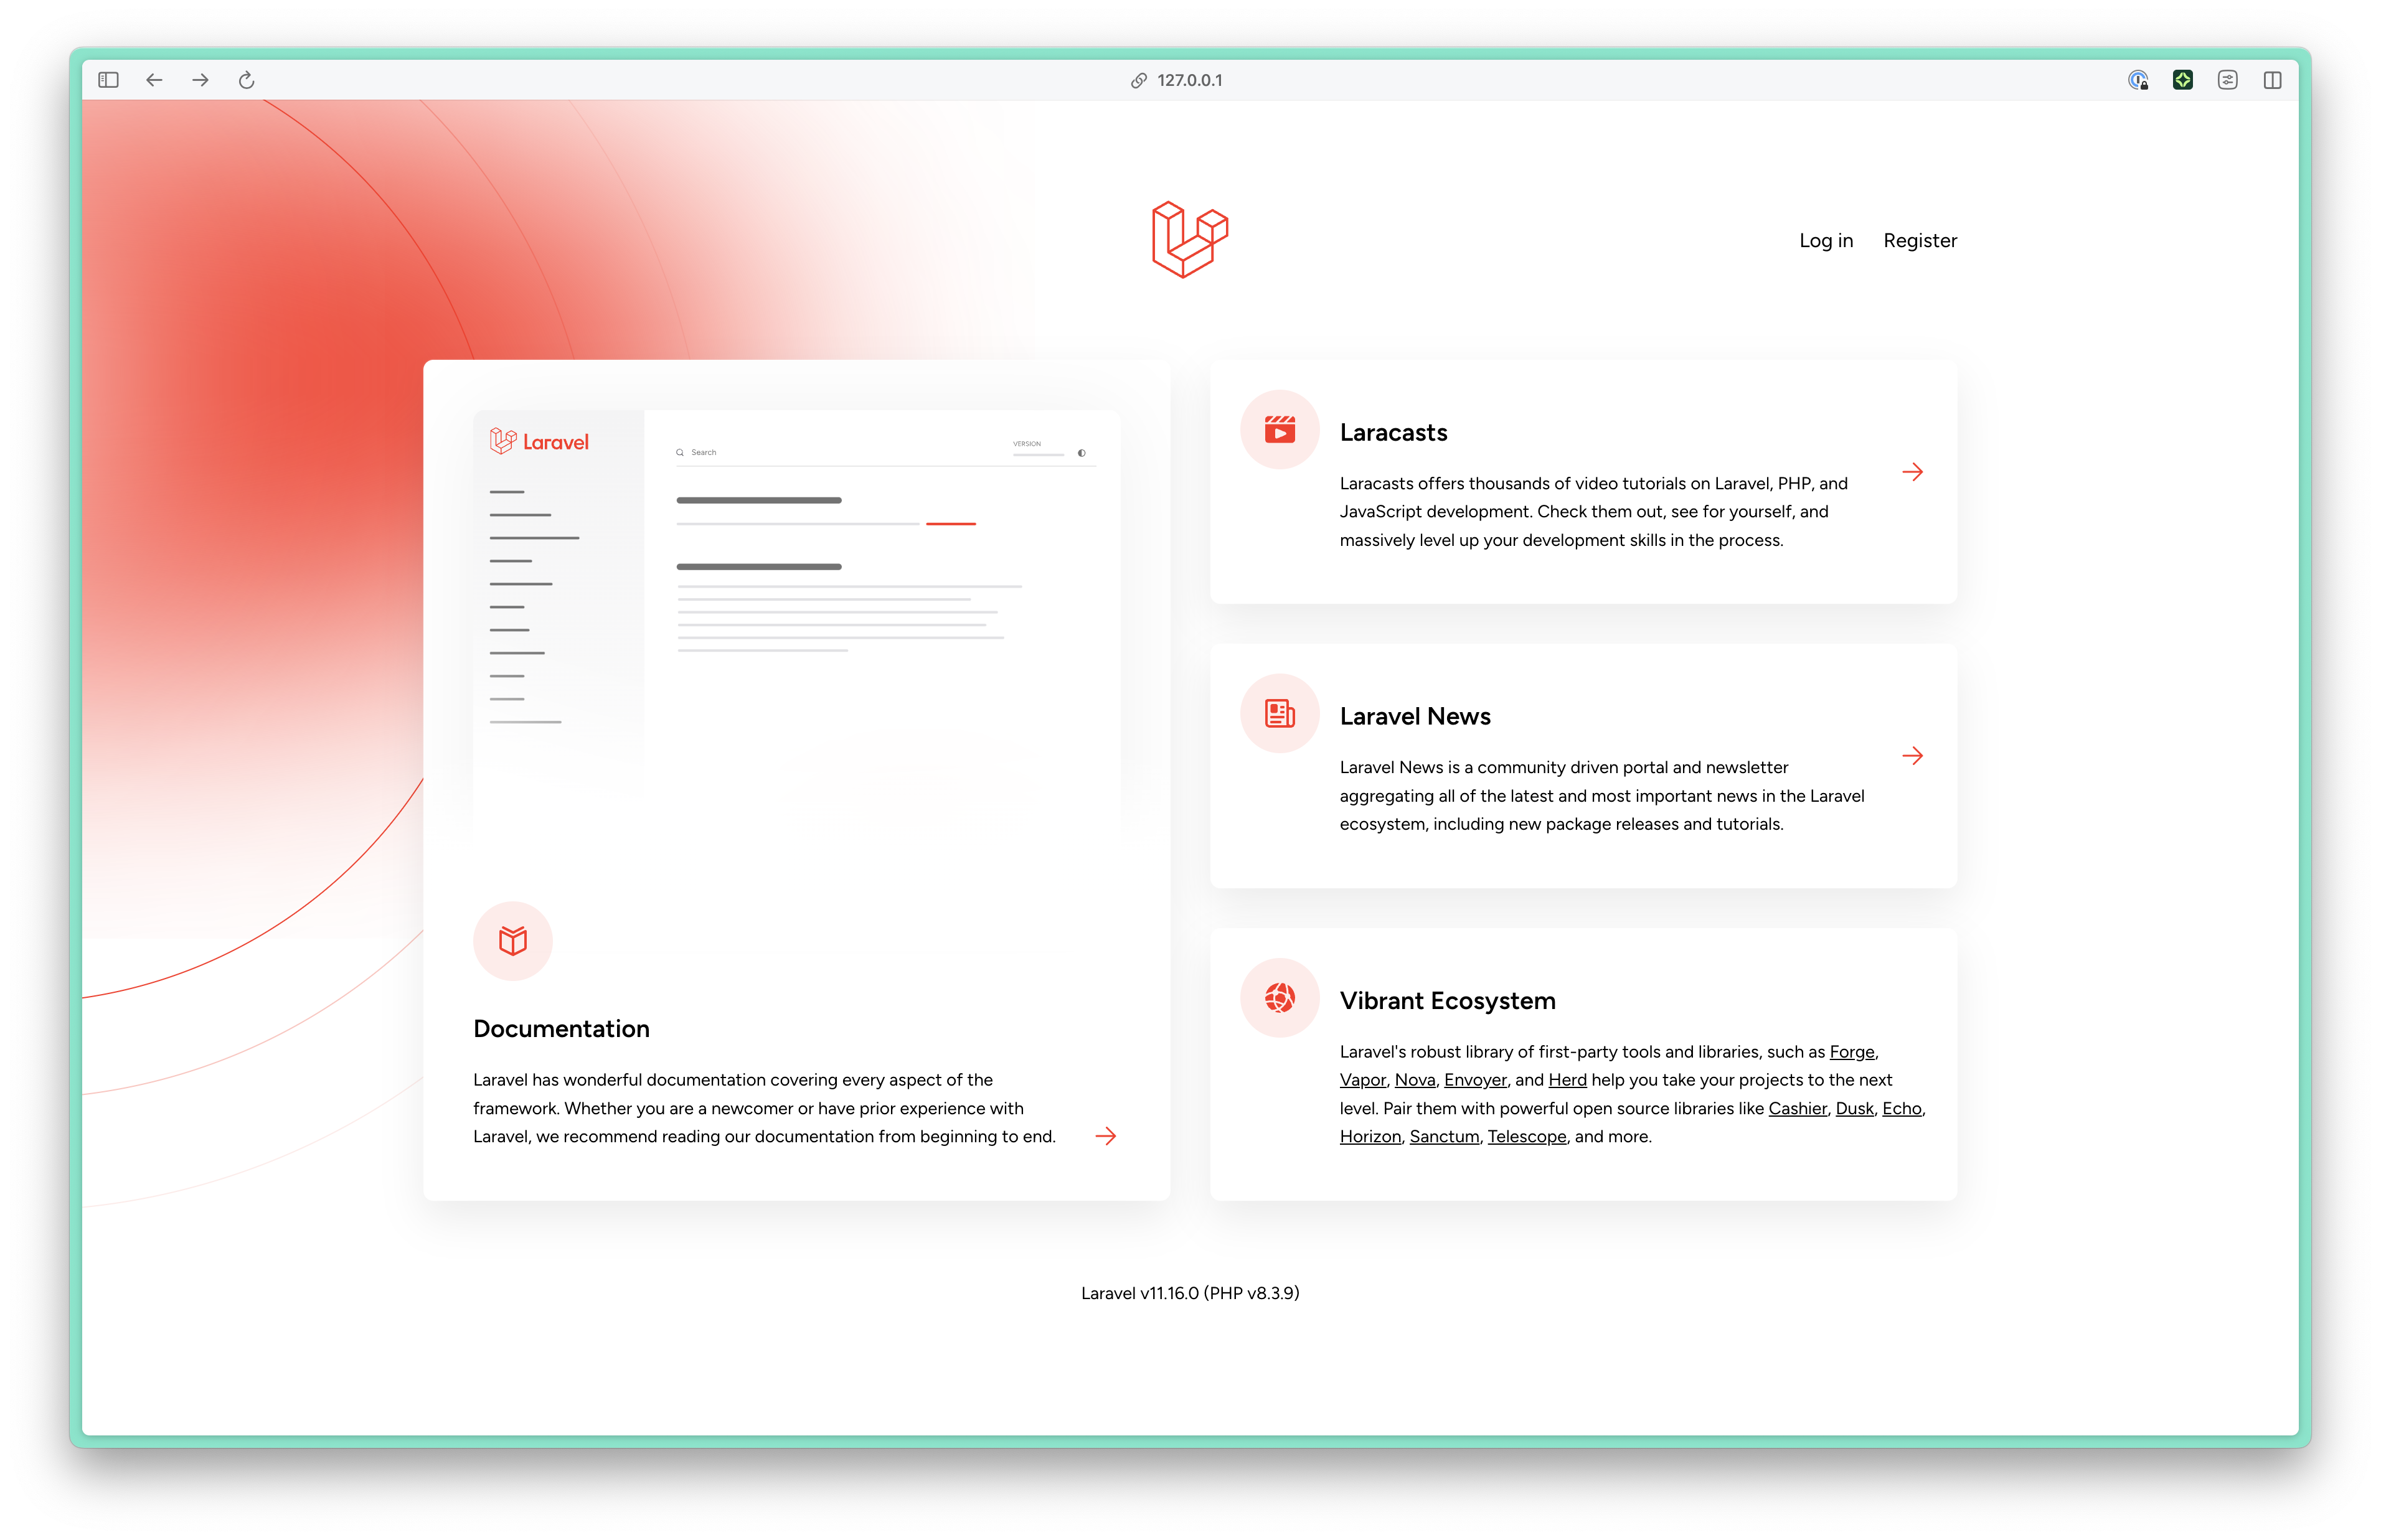 127.0.0.1
Log in
Register
Laravel
Search
VERSION
Documentation
Laravel has wonderful documentation covering every aspect of the
framework. Whether you are a newcomer or have prior experience with
Laravel, we recommend reading our documentation from beginning to end.
Laracasts
Laracasts offers thousands of video tutorials on Laravel, PHP, and
JavaScript development. Check them out, see for yourself, and
massively level up your development skills in the process.
Laravel News
Laravel News is a community driven portal and newsletter
aggregating all of the latest and most important news in the Laravel
ecosystem, including new package releases and tutorials.
Vibrant Ecosystem
Laravel's robust library of first-party tools and libraries, such as Forge,
Vapor, Nova, Envoyer, and Herd help you take your projects to the next
level. Pair them with powerful open source libraries like Cashier, Dusk, Echo,
Horizon, Sanctum, Telescope, and more.
Laravel v11.16.0 (PHP v8.3.9)